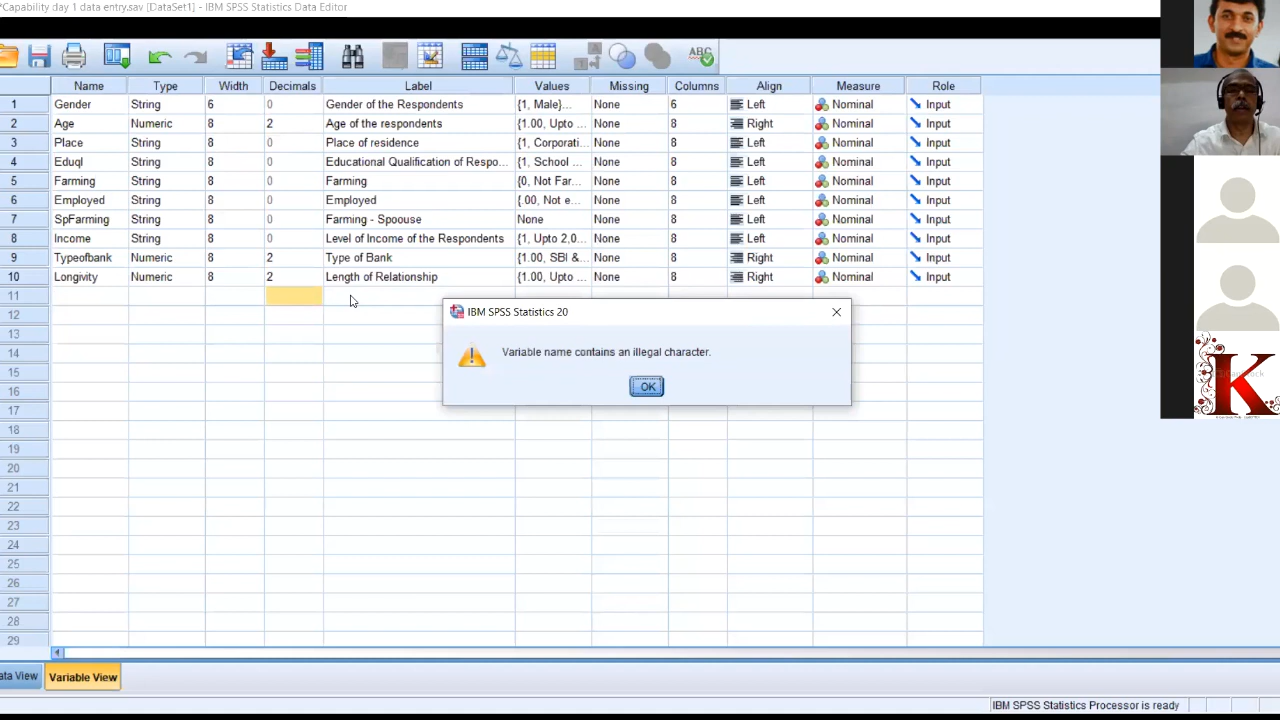 *Capability day 1 data entry.sav [DataSet1] - IBM SPSS Statistics Data Editor
Name Type Width Decimals Label Values Missing Columns Align Measure Role
1 Gender String 6 0 Gender of the Respondents {1, Male}... None 6 Left Nominal Input
2 Age Numeric 8 2 Age of the respondents {1.00, Upto ... None 8 Right Nominal Input
3 Place String 8 0 Place of residence {1, Corporati... None 8 Left Nominal Input
4 Eduql String 8 0 Educational Qualification of Respo... {1, School ... None 8 Left Nominal Input
5 Farming String 8 0 Farming {0, Not Far... None 8 Left Nominal Input
6 Employed String 8 0 Employed {.00, Not e... None 8 Left Nominal Input
7 SpFarming String 8 0 Farming - Spoouse None None 8 Left Nominal Input
8 Income String 8 0 Level of Income of the Respondents {1, Upto 2,0... None 8 Left Nominal Input
9 Typeofbank Numeric 8 2 Type of Bank {1.00, SBI &... None 8 Right Nominal Input
10 Longivity Numeric 8 2 Length of Relationship {1.00, Upto ... None 8 Right Nominal Input
11
12
13
14
15
16
17
18
19
20
21
22
23
24
25
26
27
28
29
IBM SPSS Statistics 20
Variable name contains an illegal character.
OK
ABC
K
ata View Variable View
IBM SPSS Statistics Processor is ready